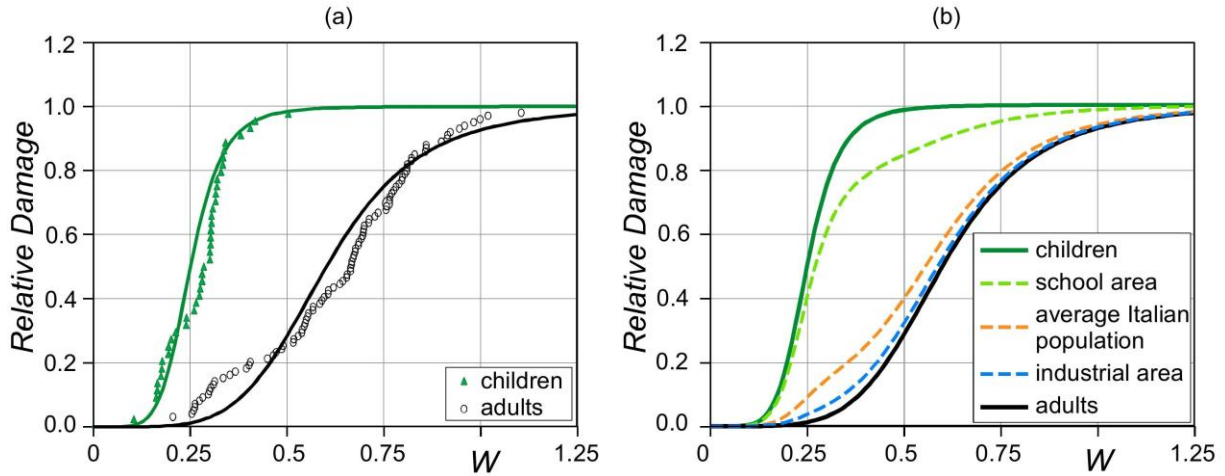 (a)
Relative Damage
1.2
1.0
0.8
0.6
0.4
0.2
0.0
0
0.25
0.5
0.75
1.0
1.25
W
children
adults
(b)
Relative Damage
1.2
1.0
0.8
0.6
0.4
0.2
0.0
0
0.25
0.5
0.75
1.0
1.25
W
children
school area
average Italian
population
industrial area
adults